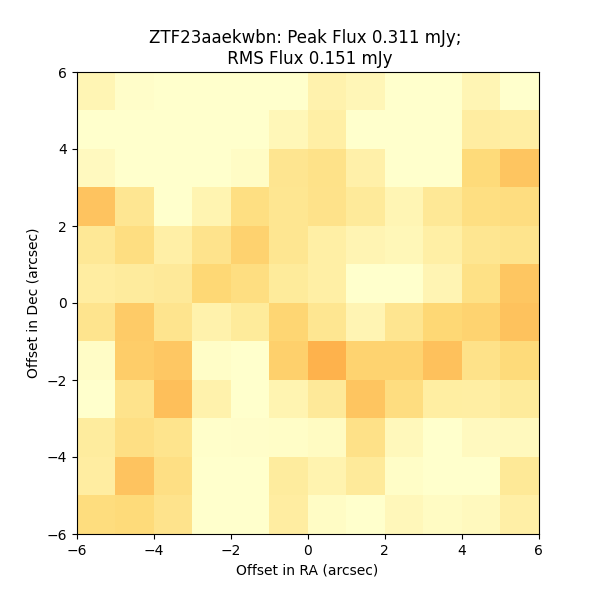 ZTF23aaekwbn: Peak Flux 0.311 mJy;
RMS Flux 0.151 mJy
6
4
2
0
−2
−4
−6
Offset in Dec (arcsec)
−6 −4 −2 0 2 4 6
Offset in RA (arcsec)